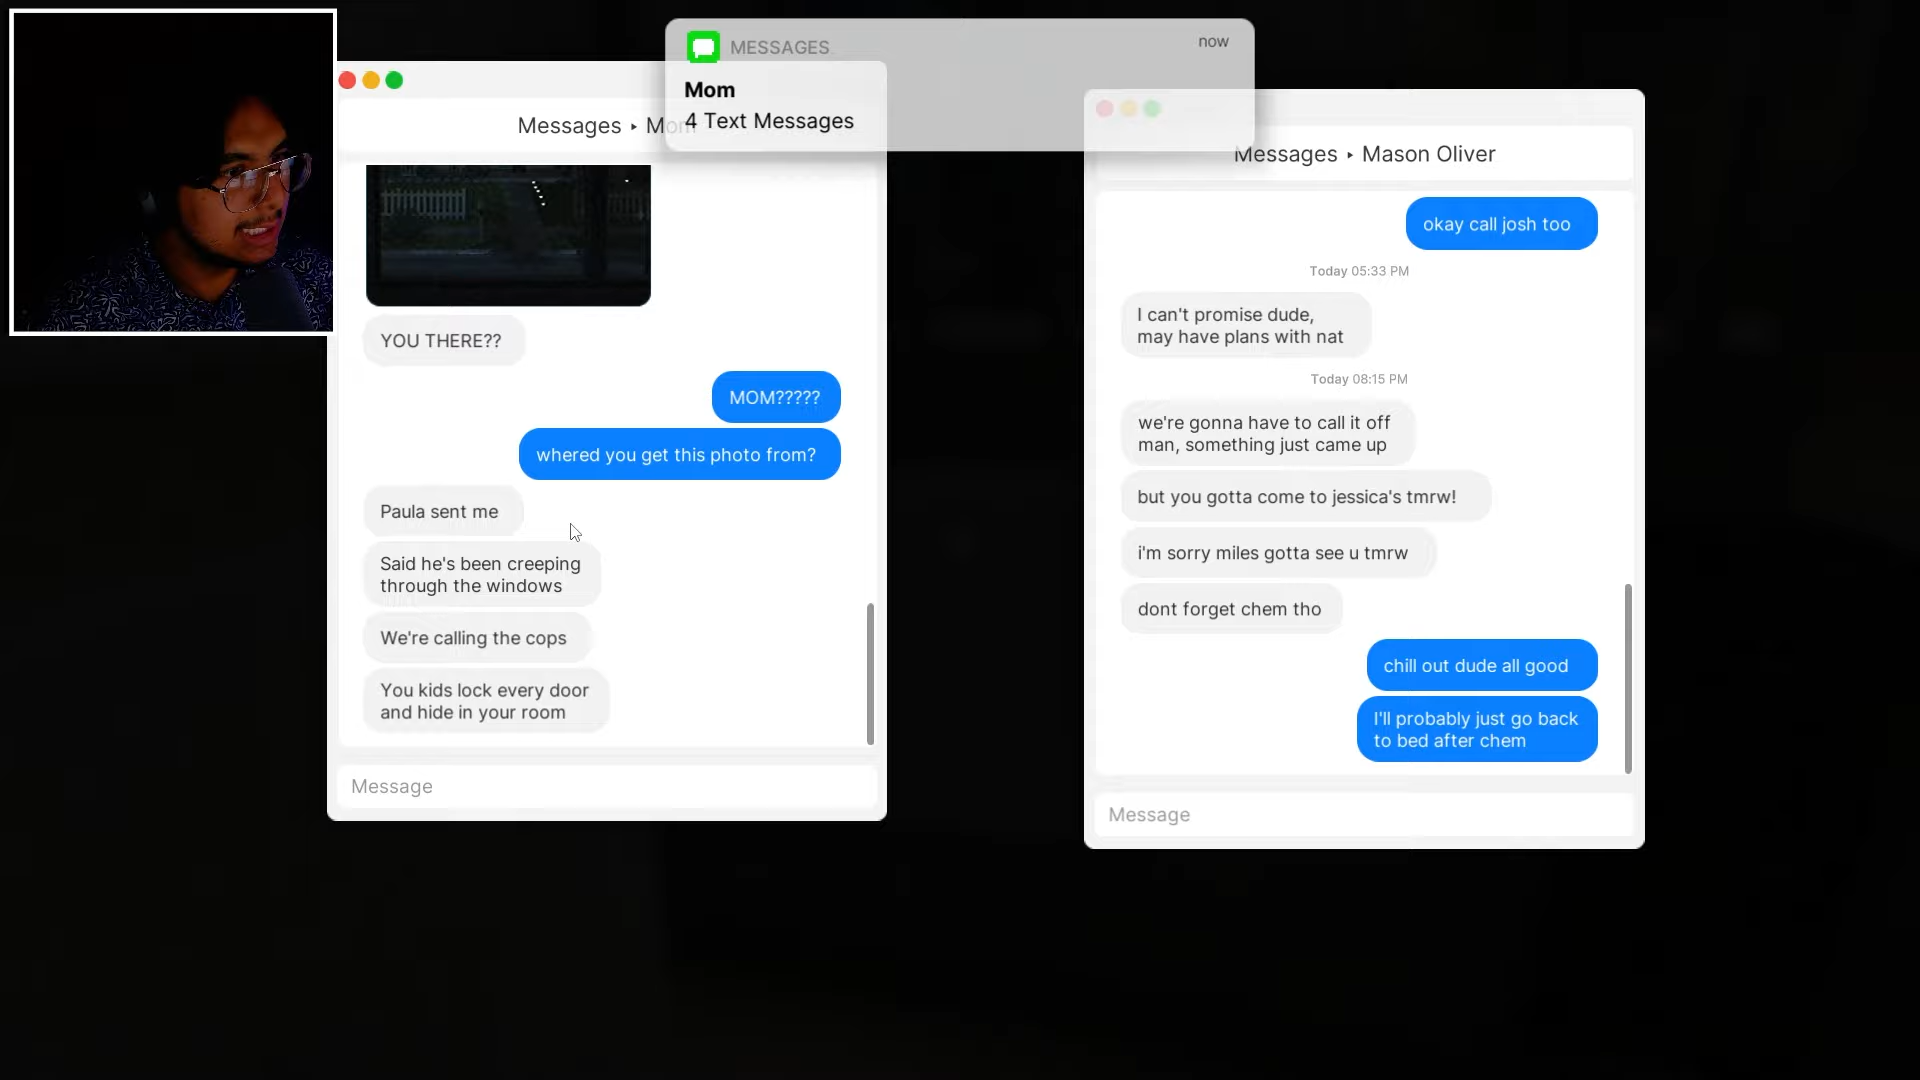 MESSAGES
now
Mom
4 Text Messages
Messages ‣ Mom
YOU THERE??
MOM?????
whered you get this photo from?
Paula sent me
Said he's been creeping
through the windows
We're calling the cops
You kids lock every door
and hide in your room
Message
Messages ‣ Mason Oliver
okay call josh too
Today 05:33 PM
I can't promise dude,
may have plans with nat
Today 08:15 PM
we're gonna have to call it off
man, something just came up
but you gotta come to jessica's tmrw!
i'm sorry miles gotta see u tmrw
dont forget chem tho
chill out dude all good
I'll probably just go back
to bed after chem
Message